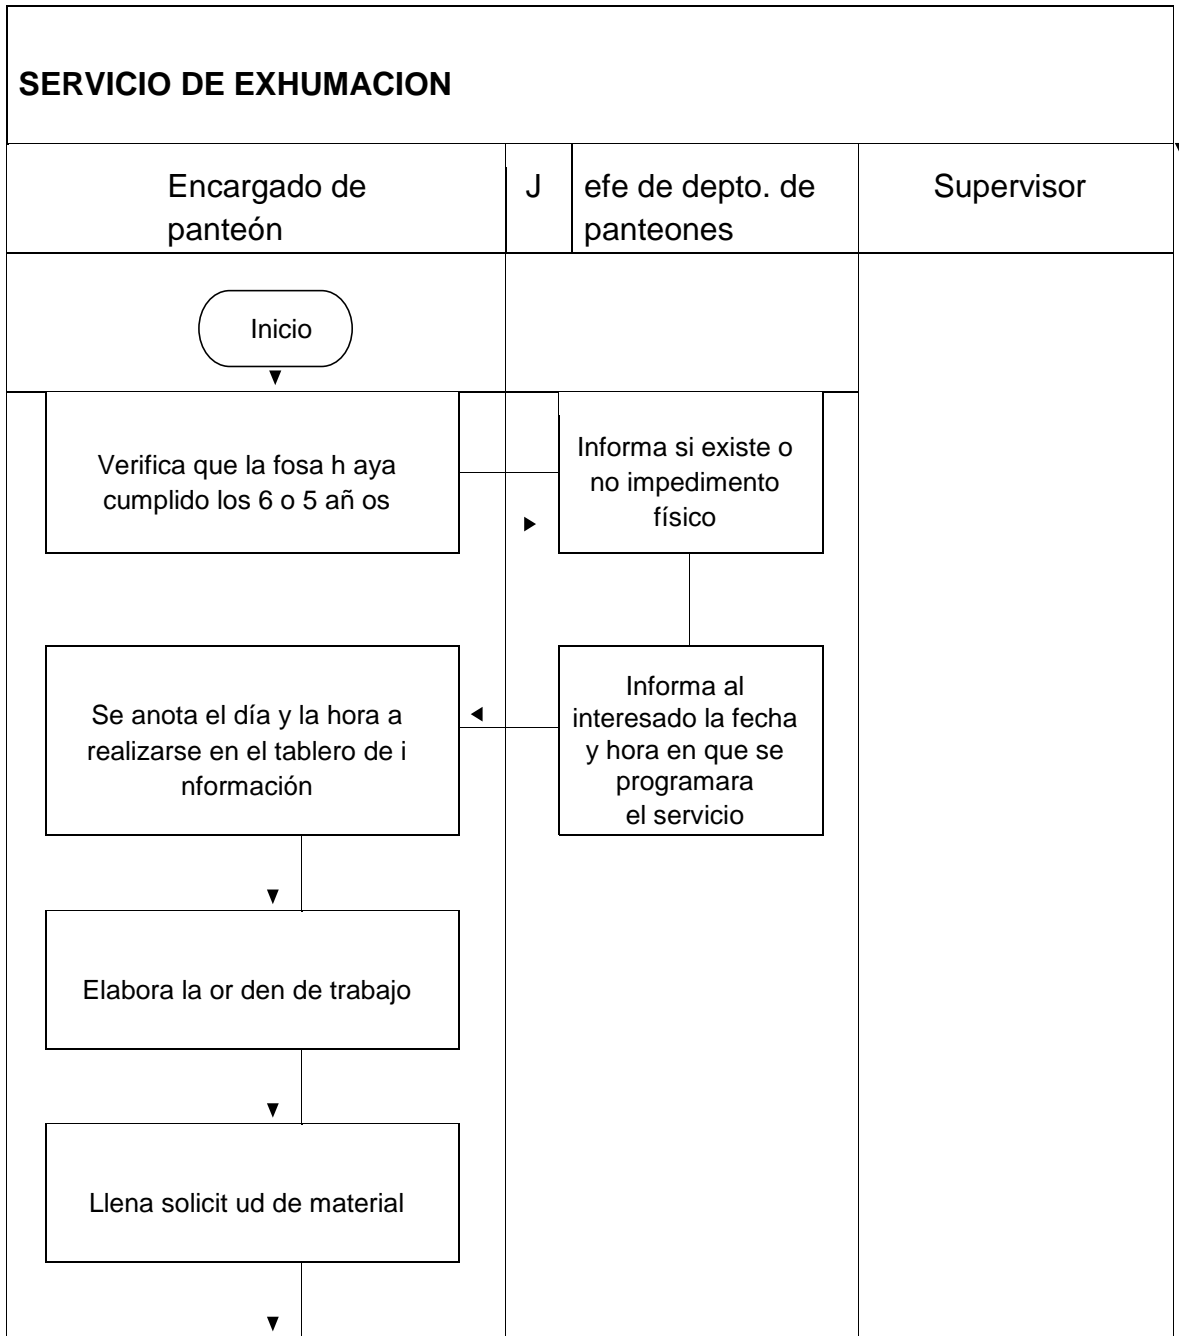 SERVICIO DE EXHUMACION
Encargado de
panteón
J efe de depto. de
panteones
Supervisor
Inicio
Verifica que la fosa h aya
cumplido los 6 o 5 añ os
Informa si existe o
no impedimento
físico
Informa al
interesado la fecha
y hora en que se
programara
el servicio
Se anota el día y la hora a
realizarse en el tablero de i
nformación
Elabora la or den de trabajo
Llena solicit ud de material